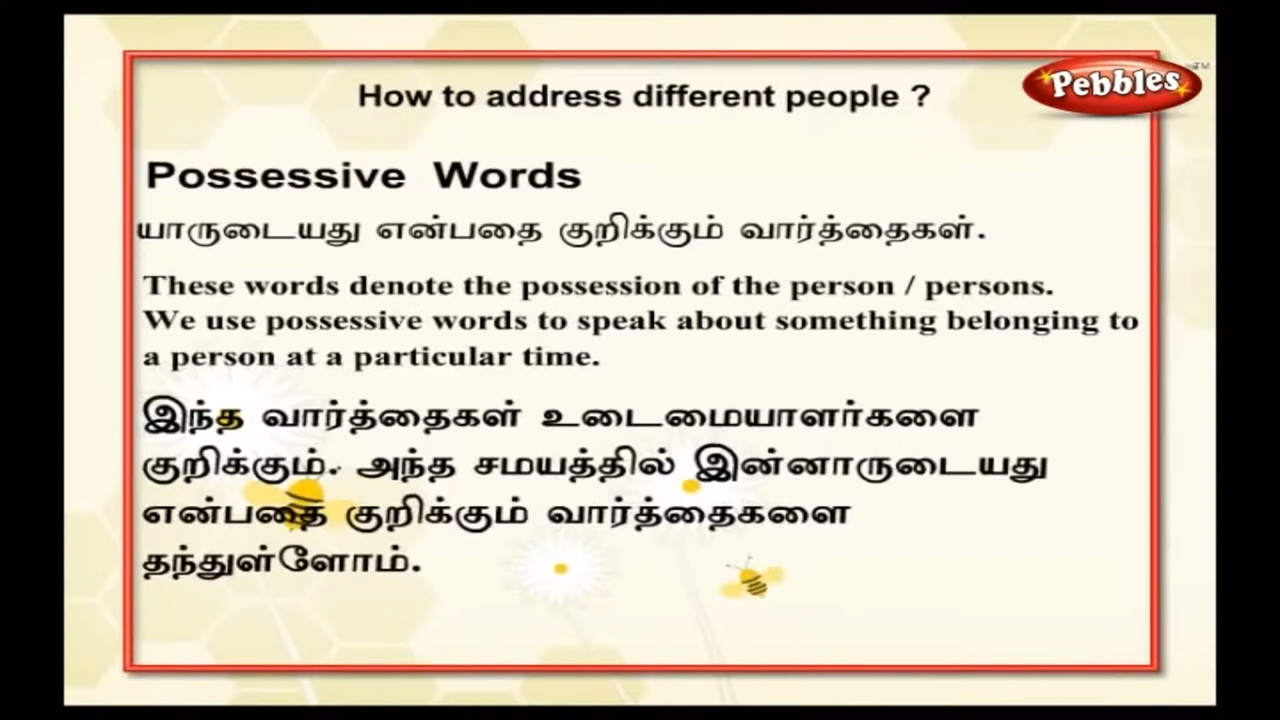 How to address different people ?
Pebbles ™
Possessive Words
யாருடையது என்பதை குறிக்கும் வார்த்தைகள்.
These words denote the possession of the person / persons.
We use possessive words to speak about something belonging to
a person at a particular time.
இந்த வார்த்தைகள் உடைமையாளர்களை
குறிக்கும். அந்த சமயத்தில் இன்னாருடையது
என்பதை குறிக்கும் வார்த்தைகளை
தந்துள்ளோம்.